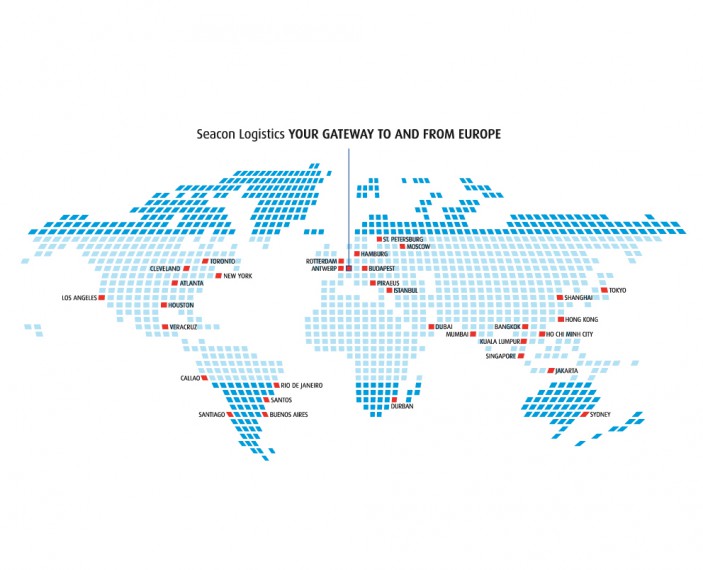 Seacon Logistics YOUR GATEWAY TO AND FROM EUROPE
ST. PETERSBURG
MOSCOW
HAMBURG
ROTTERDAM
ANTWERP
BUDAPEST
TORONTO
CLEVELAND
NEW YORK
ATLANTA
PIRAEUS
ISTANBUL
TOKYO
LOS ANGELES
SHANGHAI
HOUSTON
HONG KONG
VERACRUZ
DUBAI
BANGKOK
MUMBAI
HO CHI MINH CITY
KUALA LUMPUR
SINGAPORE
JAKARTA
CALLAO
RIO DE JANEIRO
SANTOS
DURBAN
SANTIAGO
BUENOS AIRES
SYDNEY